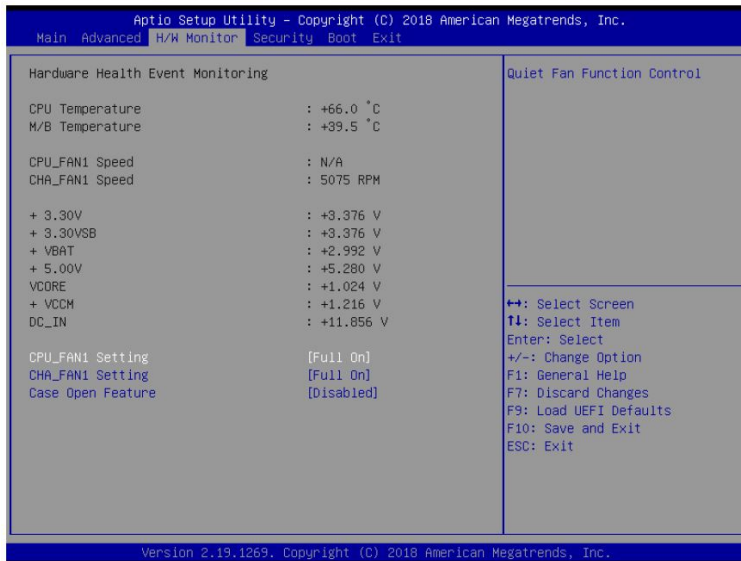 Aptio Setup Utility – Copyright (C) 2018 American Megatrends, Inc.
Main Advanced H/W Monitor Security Boot Exit
Hardware Health Event Monitoring
CPU Temperature : +66.0 °C
M/B Temperature : +39.5 °C
CPU_FAN1 Speed : N/A
CHA_FAN1 Speed : 5075 RPM
+ 3.30V : +3.376 V
+ 3.30VSB : +3.376 V
+ VBAT : +2.992 V
+ 5.00V : +5.280 V
VCORE : +1.024 V
+ VCCM : +1.216 V
DC_IN : +11.856 V
CPU_FAN1 Setting [Full On]
CHA_FAN1 Setting [Full On]
Case Open Feature [Disabled]
Quiet Fan Function Control
↔: Select Screen
↑↓: Select Item
Enter: Select
+/-: Change Option
F1: General Help
F7: Discard Changes
F9: Load UEFI Defaults
F10: Save and Exit
ESC: Exit
Version 2.19.1269. Copyright (C) 2018 American Megatrends, Inc.